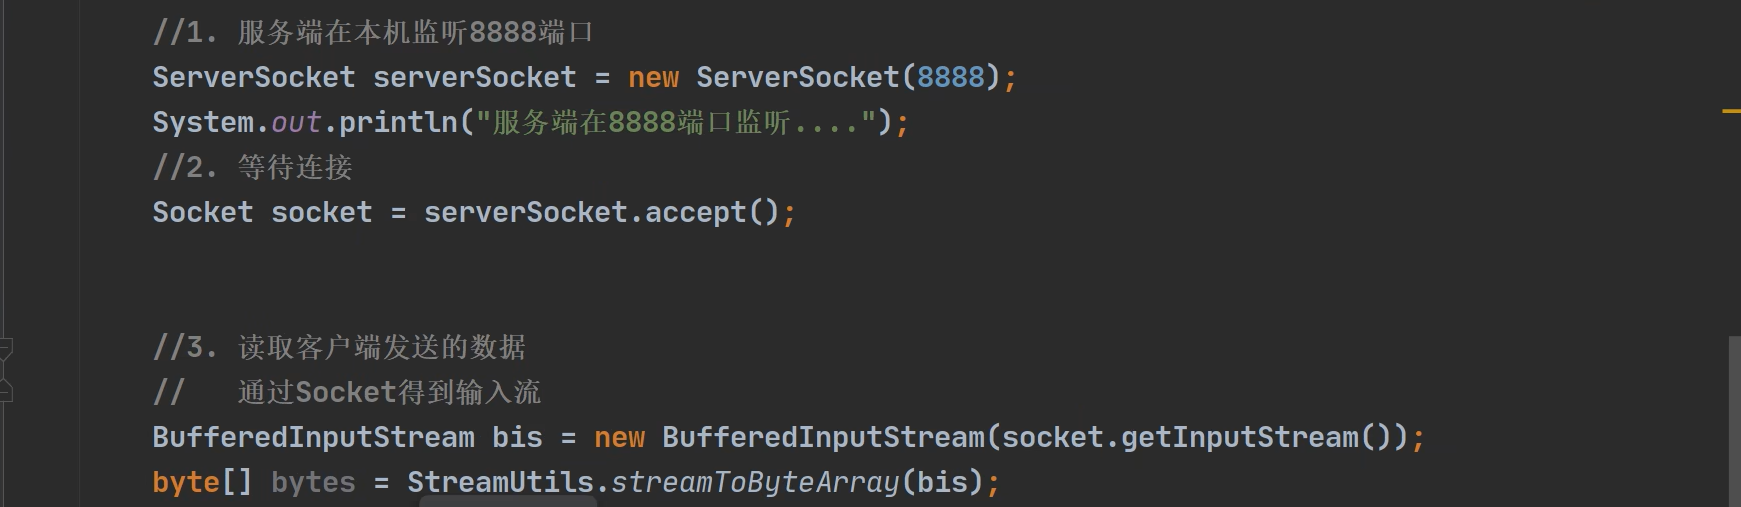 //1. 服务端在本机监听8888端口
ServerSocket serverSocket = new ServerSocket(8888);
System.out.println("服务端在8888端口监听....");
//2. 等待连接
Socket socket = serverSocket.accept();
//3. 读取客户端发送的数据
//   通过Socket得到输入流
BufferedInputStream bis = new BufferedInputStream(socket.getInputStream());
byte[] bytes = StreamUtils.streamToByteArray(bis);